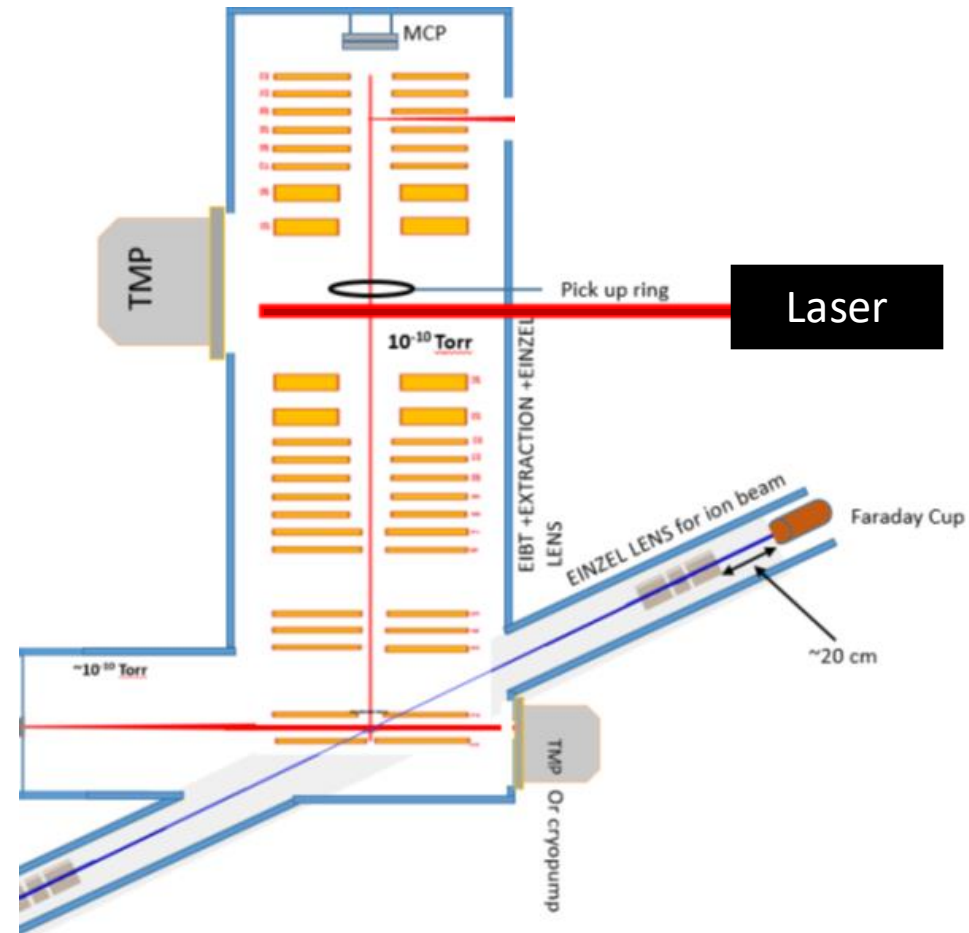 MCP
TMP
Pick up ring
Laser
10⁻¹⁰ Torr
EIBT +EXTRACTION +EINZEL
LENS
EINZEL LENS for ion beam
Faraday Cup
~20 cm
~10⁻¹⁰ Torr
TMP Or cryopump